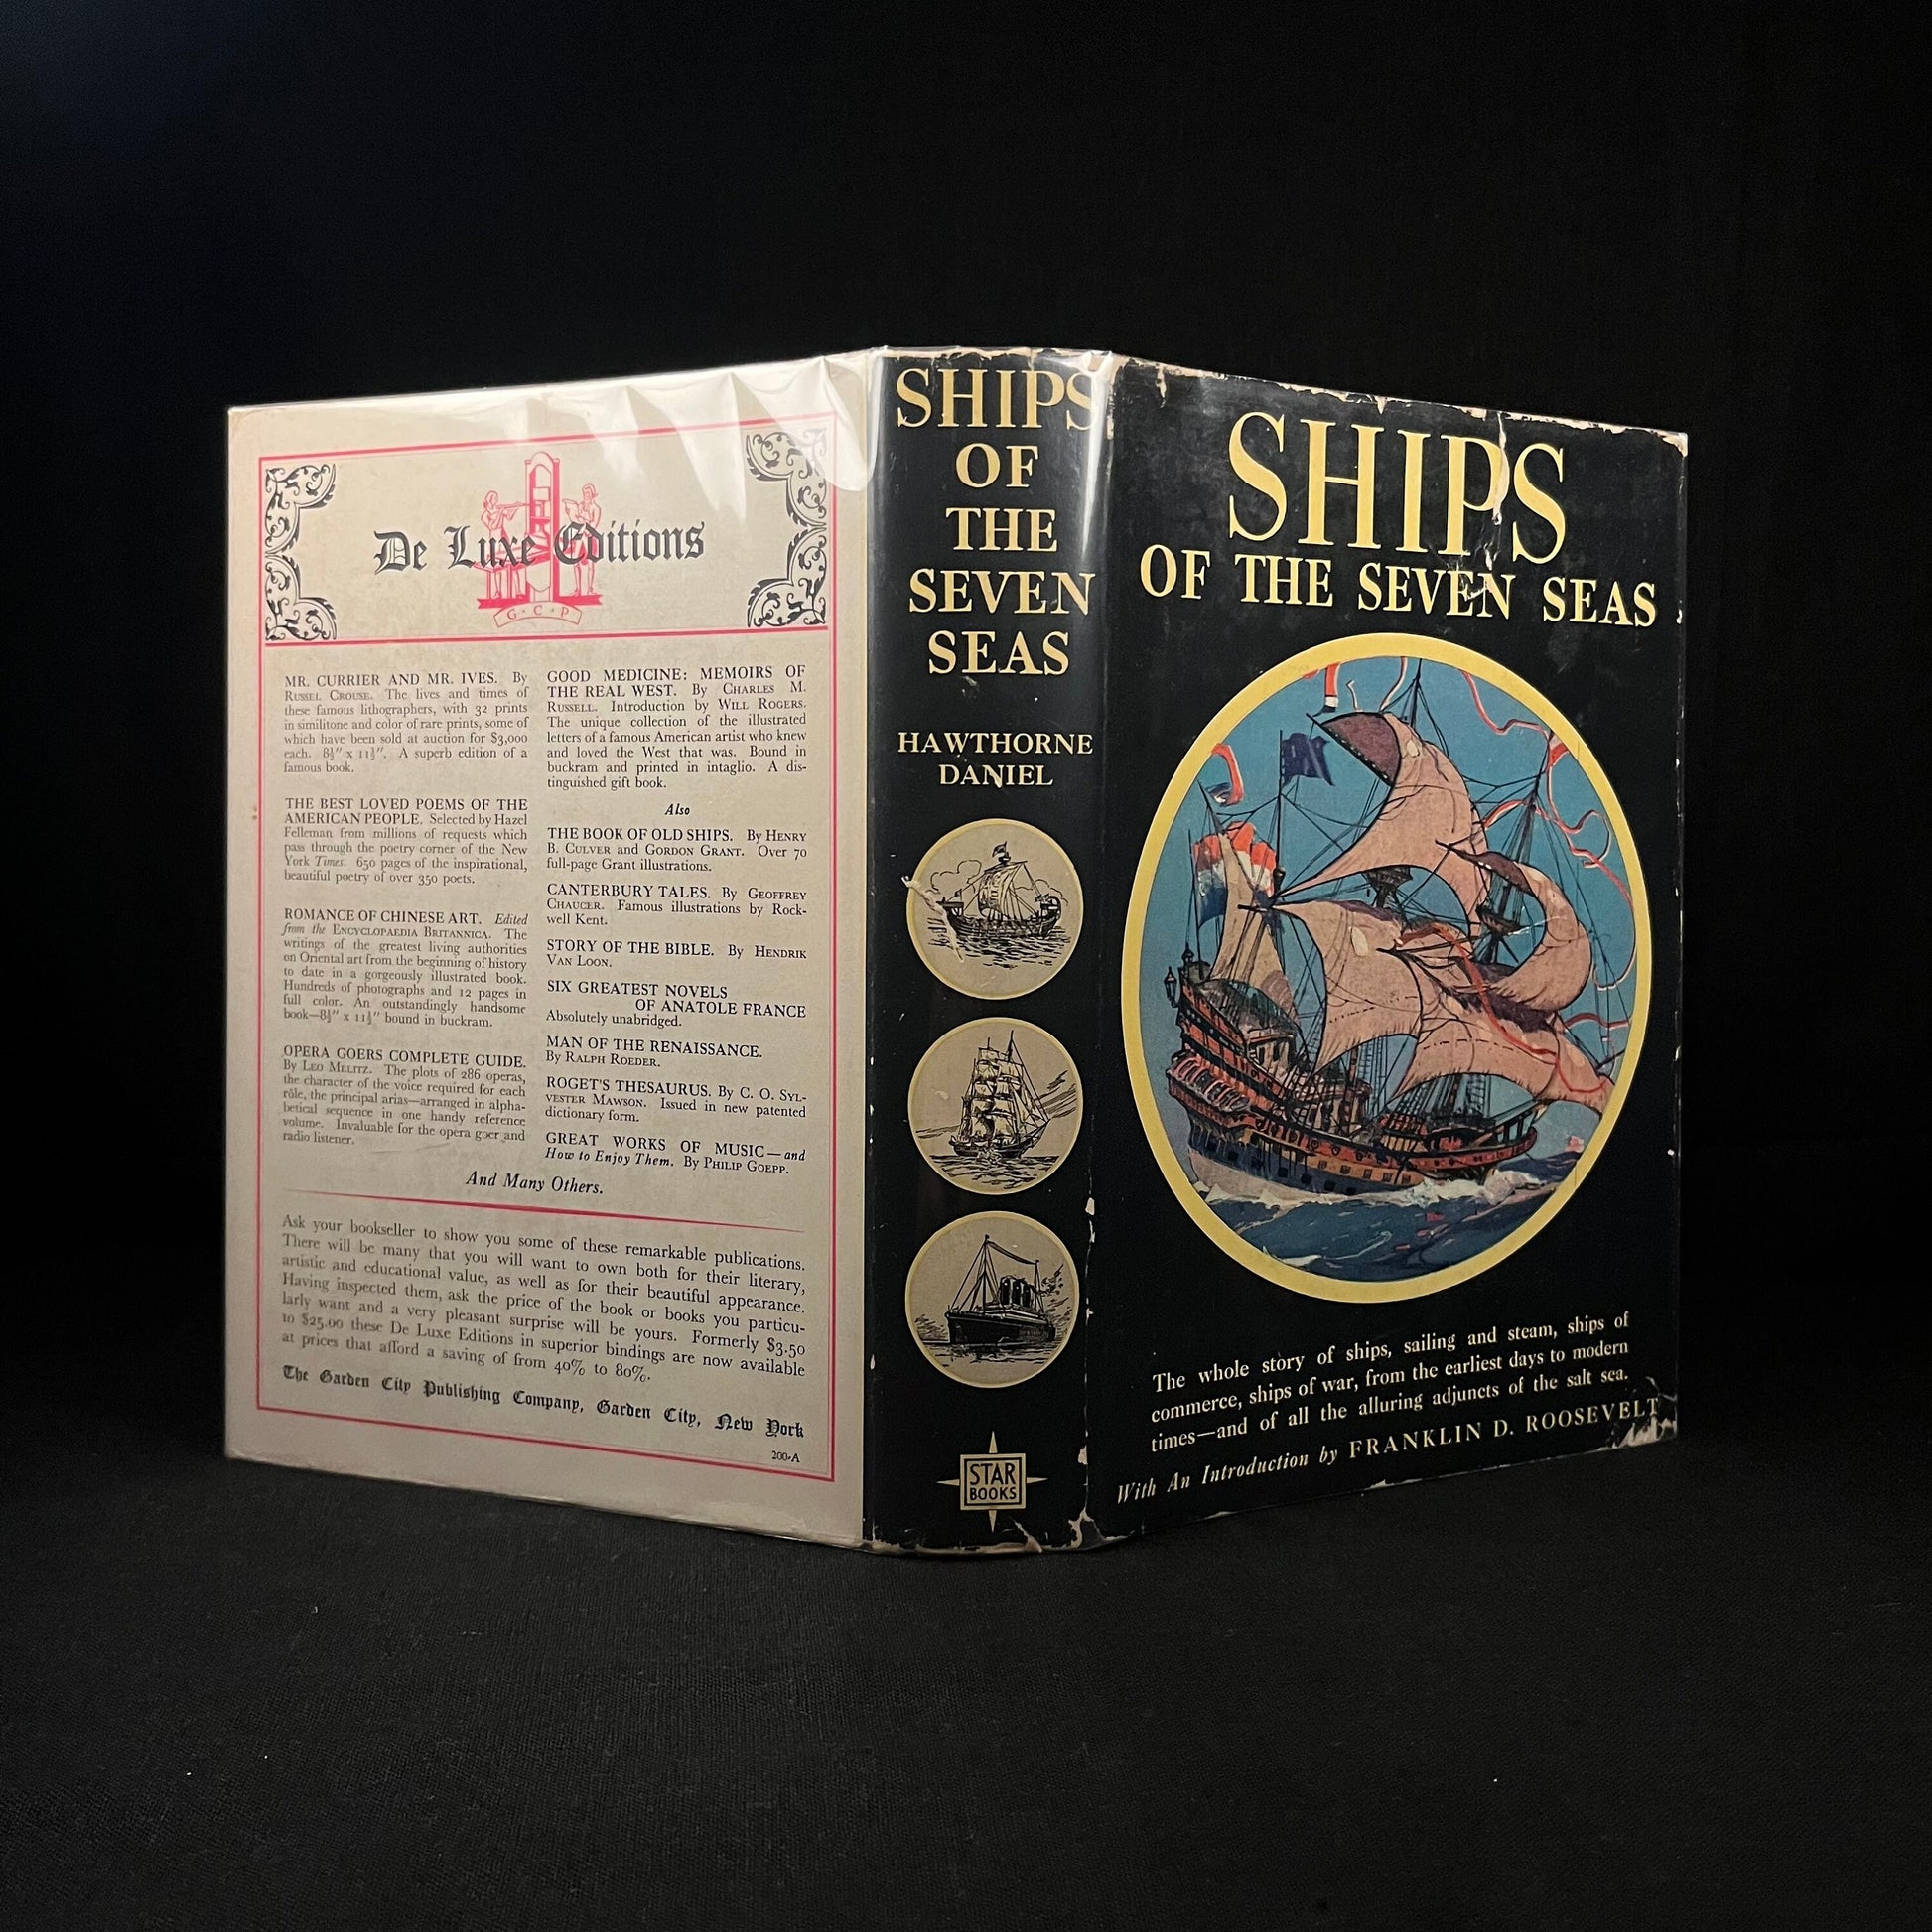 De Luxe Editions
G · C · P
MR. CURRIER AND MR. IVES. By
RUSSEL CROUSE. The lives and times of
these famous lithographers, with 32 prints
in similitone and color of rare prints, some of
which have been sold at auction for $3,000
each. 8½" x 11½". A superb edition of a
famous book.
THE BEST LOVED POEMS OF THE
AMERICAN PEOPLE. Selected by Hazel
Felleman from millions of requests which
pass through the poetry corner of the New
York Times. 650 pages of the inspirational,
beautiful poetry of over 350 poets.
ROMANCE OF CHINESE ART. Edited
from the ENCYCLOPAEDIA BRITANNICA. The
writings of the greatest living authorities
on Oriental art from the beginning of history
to date in a gorgeously illustrated book.
Hundreds of photographs and 12 pages in
full color. An outstandingly handsome
book—8½" x 11½" bound in buckram.
OPERA GOERS COMPLETE GUIDE.
By LEO MELITZ. The plots of 286 operas,
the character of the voice required for each
rôle, the principal arias—arranged in alpha-
betical sequence in one handy reference
volume. Invaluable for the opera goer and
radio listener.
GOOD MEDICINE: MEMOIRS OF
THE REAL WEST. By CHARLES M.
RUSSELL. Introduction by WILL ROGERS.
The unique collection of the illustrated
letters of a famous American artist who knew
and loved the West that was. Bound in
buckram and printed in intaglio. A dis-
tinguished gift book.
Also
THE BOOK OF OLD SHIPS. By HENRY
B. CULVER and GORDON GRANT. Over 70
full-page Grant illustrations.
CANTERBURY TALES. By GEOFFREY
CHAUCER. Famous illustrations by Rock-
well Kent.
STORY OF THE BIBLE. By HENDRIK
VAN LOON.
SIX GREATEST NOVELS
OF ANATOLE FRANCE
Absolutely unabridged.
MAN OF THE RENAISSANCE.
By RALPH ROEDER.
ROGET'S THESAURUS. By C. O. SYL-
VESTER MAWSON. Issued in new patented
dictionary form.
GREAT WORKS OF MUSIC—and
How to Enjoy Them. By PHILIP GOEPP.
And Many Others.
Ask your bookseller to show you some of these remarkable publications.
There will be many that you will want to own both for their literary,
artistic and educational value, as well as for their beautiful appearance.
Having inspected them, ask the price of the book or books you particu-
larly want and a very pleasant surprise will be yours. Formerly $3.50
to $25.00 these De Luxe Editions in superior bindings are now available
at prices that afford a saving of from 40% to 80%.
The Garden City Publishing Company, Garden City, New York
200-A
SHIPS
OF
THE
SEVEN
SEAS
HAWTHORNE
DANIEL
STAR
BOOKS
SHIPS
OF THE SEVEN SEAS
The whole story of ships, sailing and steam, ships of
commerce, ships of war, from the earliest days to modern
times—and of all the alluring adjuncts of the salt sea.
With An Introduction by FRANKLIN D. ROOSEVELT